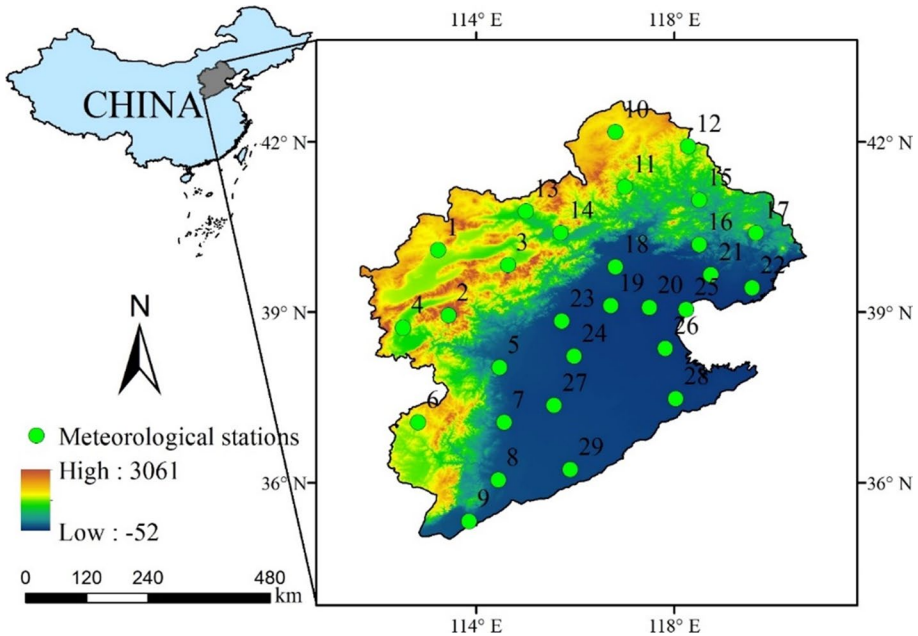 114° E 118° E
CHINA
10
42° N 12 42° N
11
13 15
14 16 17
1 3 18 21
19 20 25 22
4 2 23
39° N 26 39° N
24
5
27 28
6 7
N
Meteorological stations
29
8
High : 3061
9
36° N 36° N
Low : -52
0 120 240 480
km
114° E 118° E